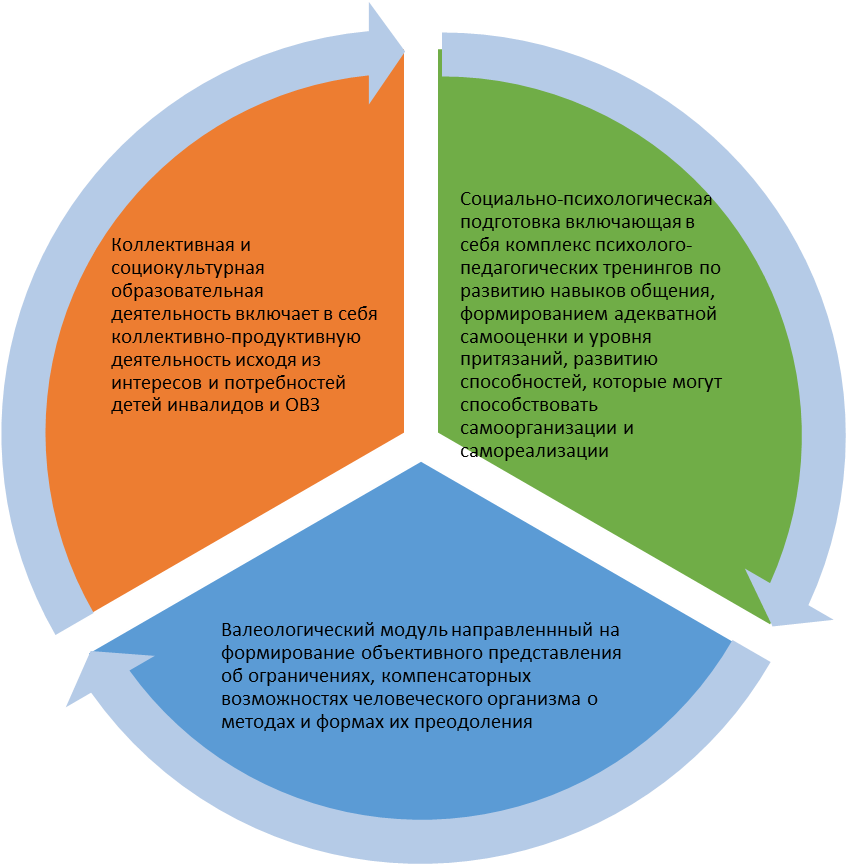 Коллективная и
социокультурная
образовательная
деятельность включает в себя
коллективно-продуктивную
деятельность исходя из
интересов и потребностей
детей инвалидов и ОВЗ
Социально-психологическая
подготовка включающая в
себя комплекс психолого-
педагогических тренингов по
развитию навыков общения,
формированием адекватной
самооценки и уровня
притязаний, развитию
способностей, которые могут
способствовать
самоорганизации и
самореализации
Валеологический модуль направленнный на
формирование объективного представления
об ограничениях, компенсаторных
возможностях человеческого организма о
методах и формах их преодоления